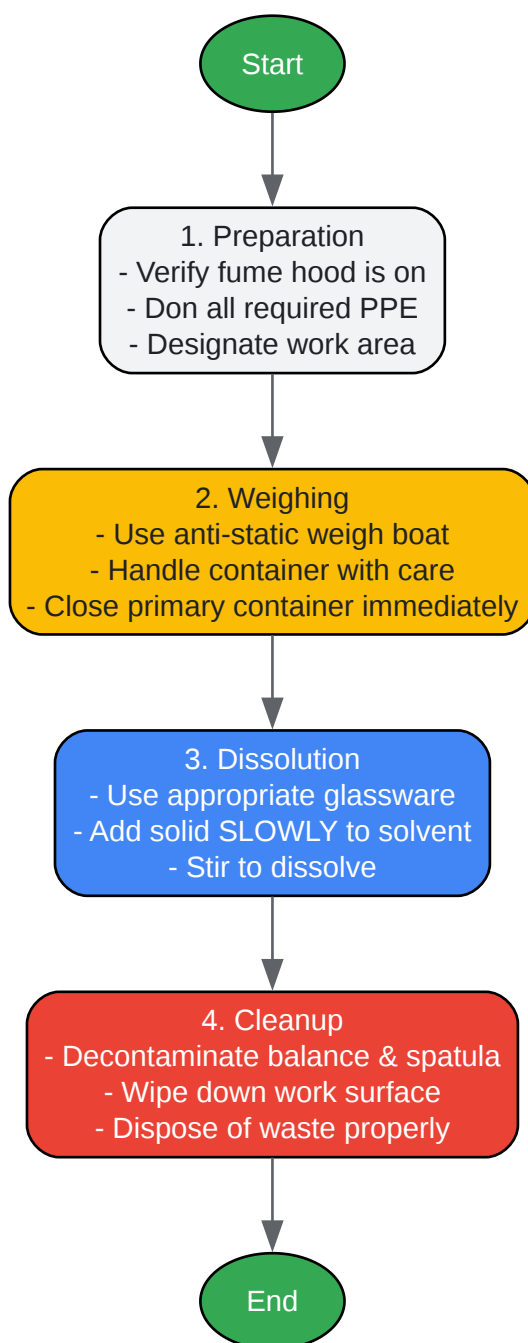 Start
1. Preparation
- Verify fume hood is on
- Don all required PPE
- Designate work area
2. Weighing
- Use anti-static weigh boat
- Handle container with care
- Close primary container immediately
3. Dissolution
- Use appropriate glassware
- Add solid SLOWLY to solvent
- Stir to dissolve
4. Cleanup
- Decontaminate balance & spatula
- Wipe down work surface
- Dispose of waste properly
End